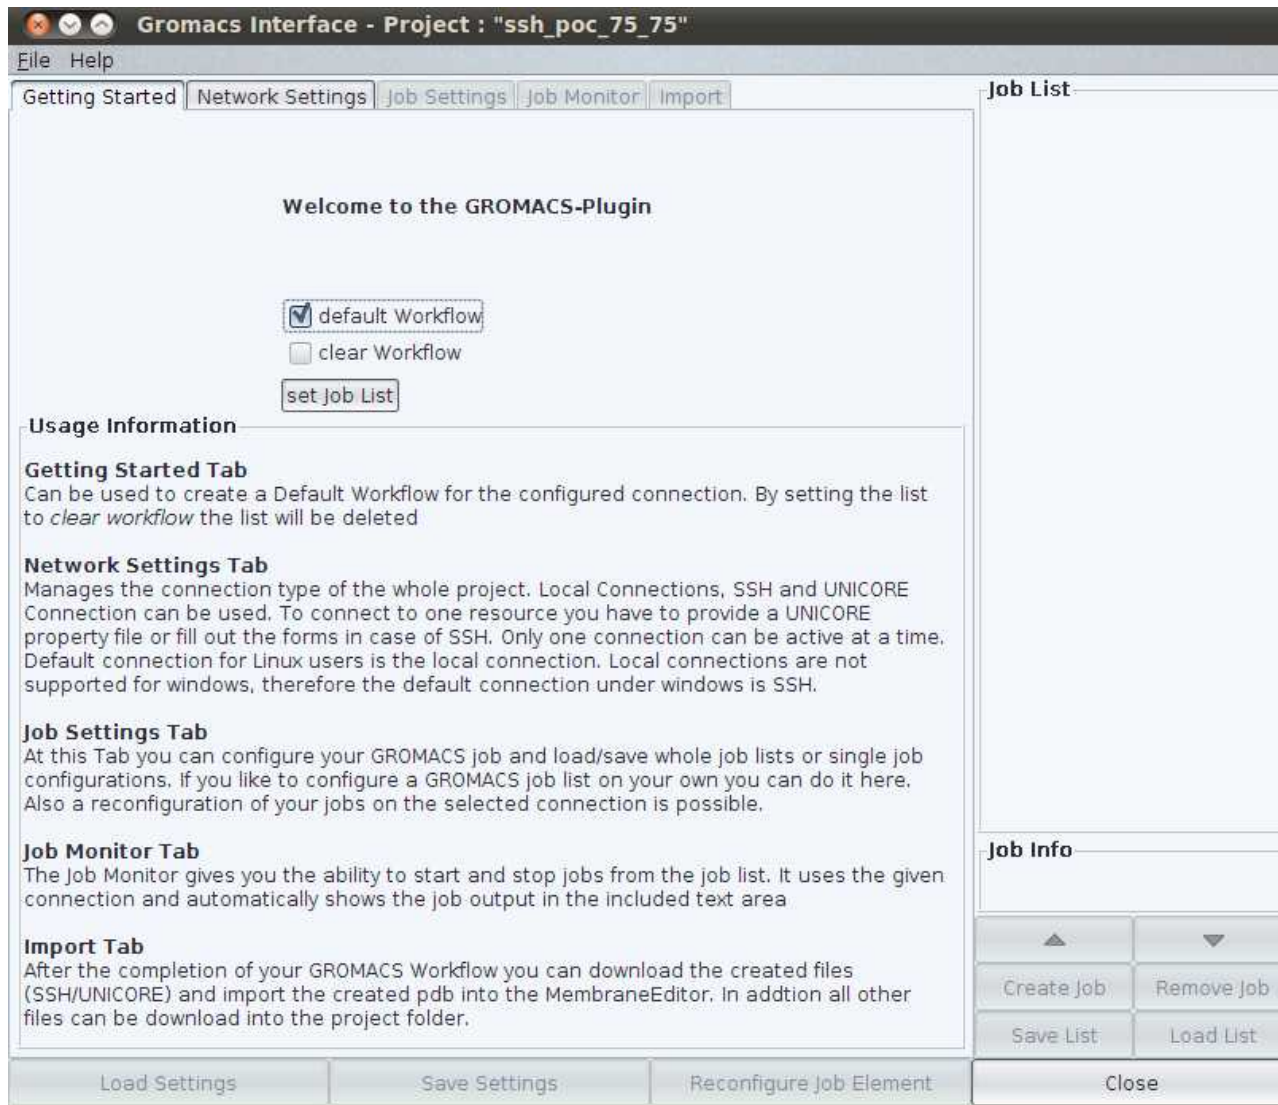 Gromacs Interface - Project : "ssh_poc_75_75"
File Help
Getting Started Network Settings Job Settings Job Monitor Import
Welcome to the GROMACS-Plugin
default Workflow
clear Workflow
set Job List
Usage Information
Getting Started Tab
Can be used to create a Default Workflow for the configured connection. By setting the list
to clear workflow the list will be deleted
Network Settings Tab
Manages the connection type of the whole project. Local Connections, SSH and UNICORE
Connection can be used. To connect to one resource you have to provide a UNICORE
property file or fill out the forms in case of SSH. Only one connection can be active at a time.
Default connection for Linux users is the local connection. Local connections are not
supported for windows, therefore the default connection under windows is SSH.
Job Settings Tab
At this Tab you can configure your GROMACS job and load/save whole job lists or single job
configurations. If you like to configure a GROMACS job list on your own you can do it here.
Also a reconfiguration of your jobs on the selected connection is possible.
Job Monitor Tab
The Job Monitor gives you the ability to start and stop jobs from the job list. It uses the given
connection and automatically shows the job output in the included text area
Import Tab
After the completion of your GROMACS Workflow you can download the created files
(SSH/UNICORE) and import the created pdb into the MembraneEditor. In addtion all other
files can be download into the project folder.
Job List
Job Info
Create Job Remove Job
Save List Load List
Load Settings Save Settings Reconfigure Job Element Close